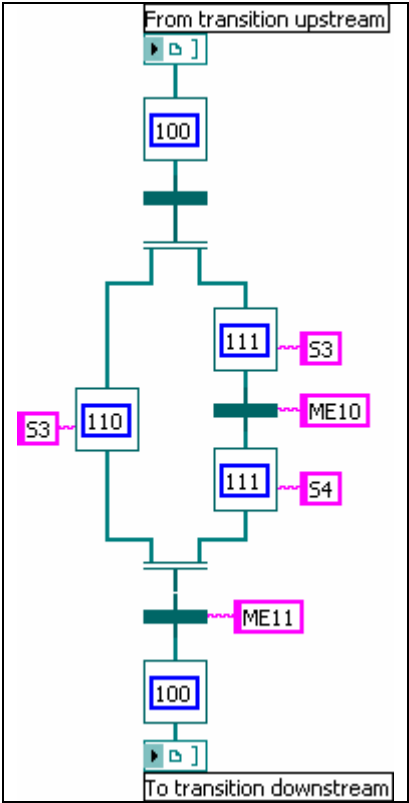 From transition upstream
100
111
S3
ME10
S3
110
111
S4
ME11
100
To transition downstream